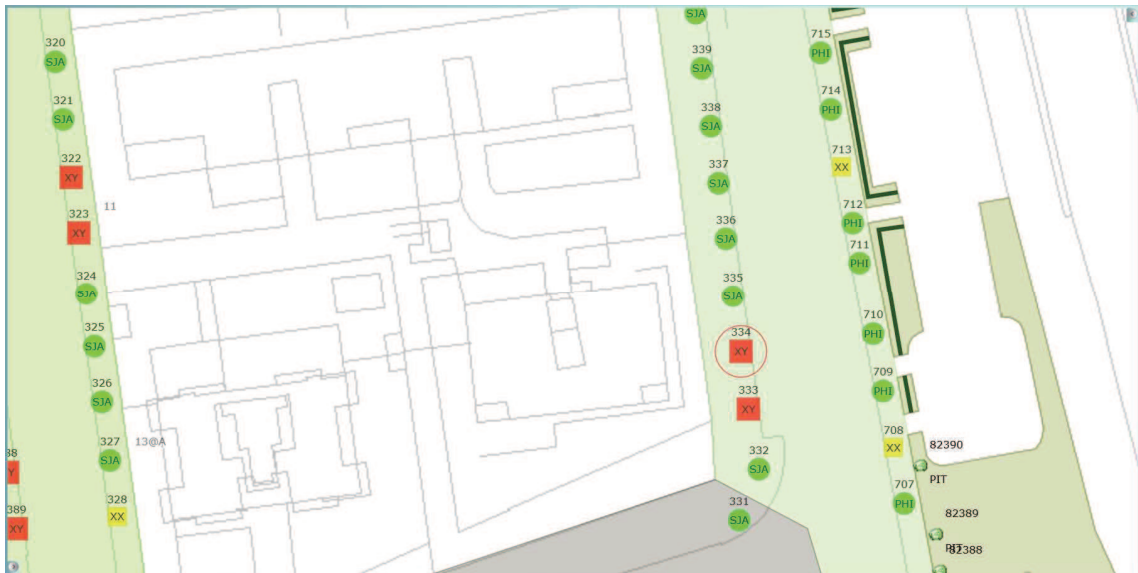 320
SJA
321
SJA
322
XY
323
XY
11
324
SJA
325
SJA
326
SJA
327
SJA
13@A
328
XX
38
Y
389
XY
SJA
339
SJA
338
SJA
337
SJA
336
SJA
335
SJA
334
XY
333
XY
332
SJA
331
SJA
715
PHI
714
PHI
713
XX
712
PHI
711
PHI
710
PHI
709
PHI
708
XX
707
PHI
82390
PIT
82389
PIT
82388